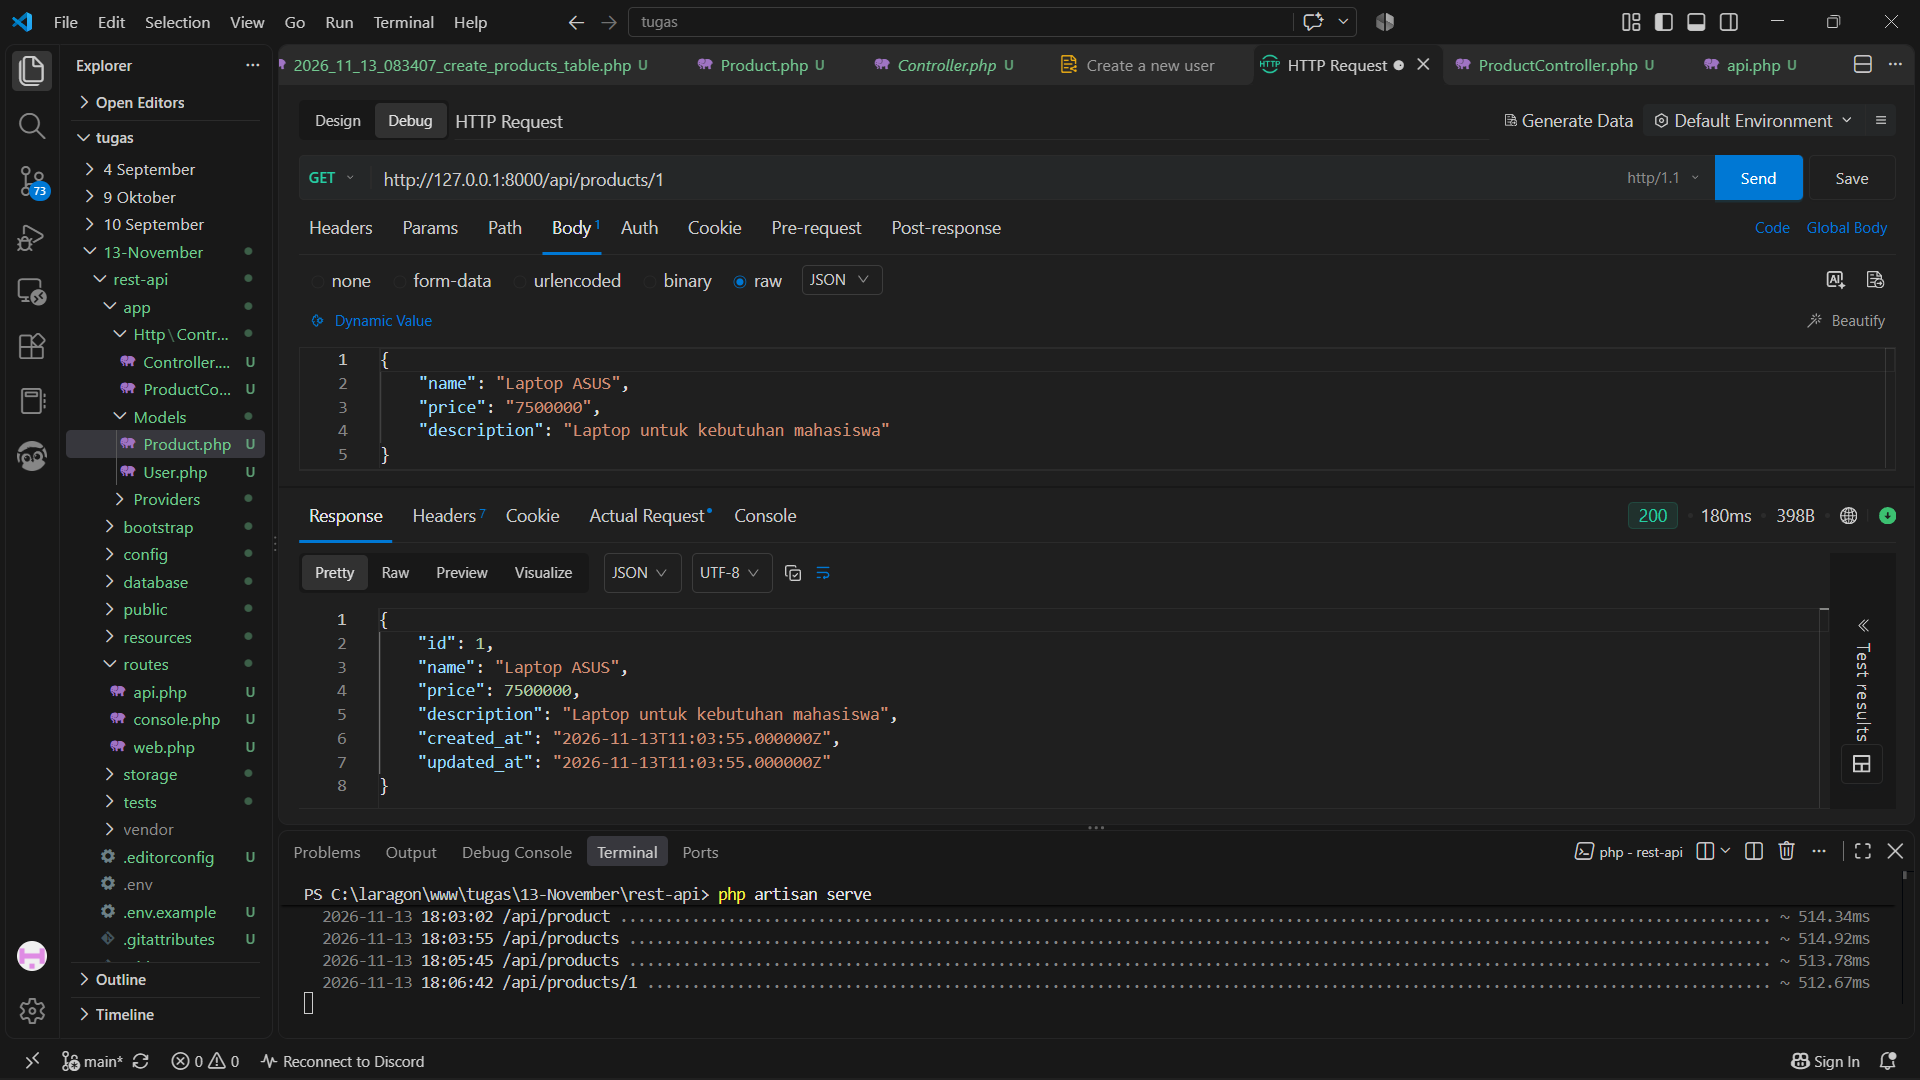 File Edit Selection View Go Run Terminal Help
tugas
Explorer
Open Editors
tugas
4 September
9 Oktober
10 September
13-November
rest-api
app
Http\Contr...
Controller.... U
ProductCo... U
Models
Product.php U
User.php U
Providers
bootstrap
config
database
public
resources
routes
api.php U
console.php U
web.php U
storage
tests
vendor
.editorconfig U
.env
.env.example U
.gitattributes U
Outline
Timeline
73
2026_11_13_083407_create_products_table.php U
Product.php U
Controller.php U
Create a new user
HTTP HTTP Request
ProductController.php U
api.php U
Design Debug HTTP Request
Generate Data Default Environment
GET http://127.0.0.1:8000/api/products/1 http/1.1 Send Save
Headers Params Path Body 1 Auth Cookie Pre-request Post-response Code Global Body
none form-data urlencoded binary raw JSON AI
Dynamic Value Beautify
1 {
2 "name": "Laptop ASUS",
3 "price": "7500000",
4 "description": "Laptop untuk kebutuhan mahasiswa"
5 }
Response Headers 7 Cookie Actual Request Console 200 180ms 398B
Pretty Raw Preview Visualize JSON UTF-8
1 {
2 "id": 1,
3 "name": "Laptop ASUS",
4 "price": 7500000,
5 "description": "Laptop untuk kebutuhan mahasiswa",
6 "created_at": "2026-11-13T11:03:55.000000Z",
7 "updated_at": "2026-11-13T11:03:55.000000Z"
8 }
Test results
Problems Output Debug Console Terminal Ports php - rest-api
PS C:\laragon\www\tugas\13-November\rest-api> php artisan serve
2026-11-13 18:03:02 /api/product ~ 514.34ms
2026-11-13 18:03:55 /api/products ~ 514.92ms
2026-11-13 18:05:45 /api/products ~ 513.78ms
2026-11-13 18:06:42 /api/products/1 ~ 512.67ms
main* 0 0 Reconnect to Discord Sign In